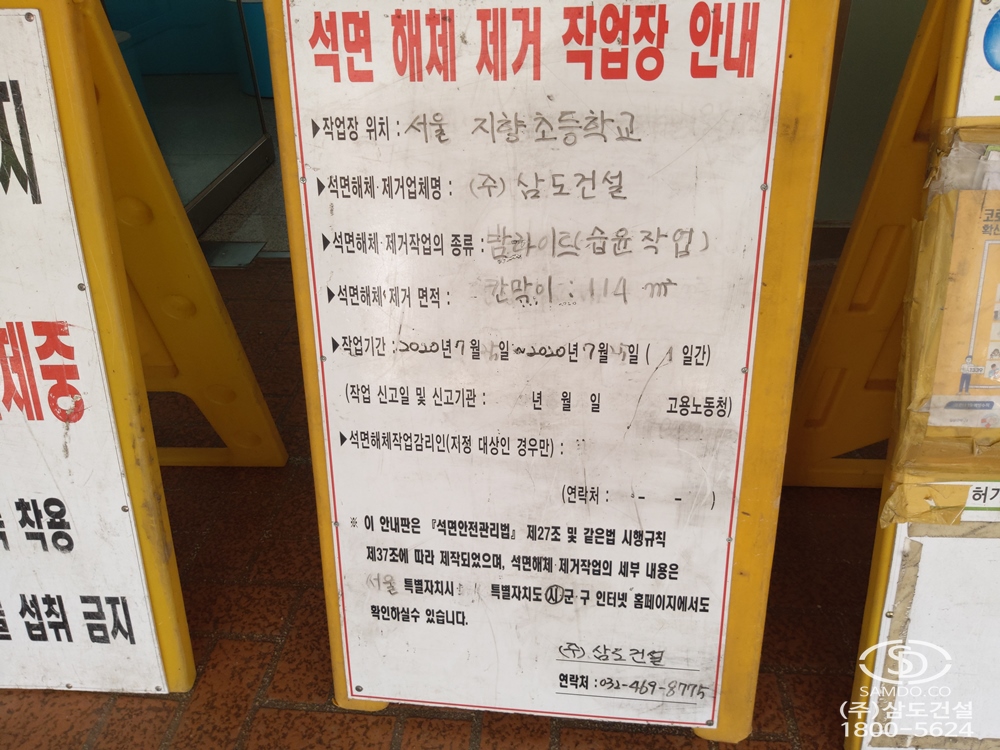 석면 해체 제거 작업장 안내
▶작업장 위치 : 서울 지향초등학교
▶석면해체·제거업체명 : (주) 삼도건설
▶석면해체·제거작업의 종류 : 밤라이트(습윤작업)
▶석면해체·제거 면적 : 칸막이 : 114 m²
▶작업기간 : 2020년 7월 일 ~ 2020년 7월 일 ( 1 일간)
(작업 신고일 및 신고기관 : 년 월 일 고용노동청)
▶석면해체작업감리인(지정 대상인 경우만) :
(연락처 : - - )
※ 이 안내판은 『석면안전관리법』 제27조 및 같은법 시행규칙
제37조에 따라 제작되었으며, 석면해체·제거작업의 세부 내용은
서울 특별자치시 특별자치도 시 군·구 인터넷 홈페이지에서도
확인하실수 있습니다.
(주) 삼도건설
연락처 : 032-469-8775
지
제중
착용
섭취 금지
허가
SAMDO.CO
(주)삼도건설
1800-5624